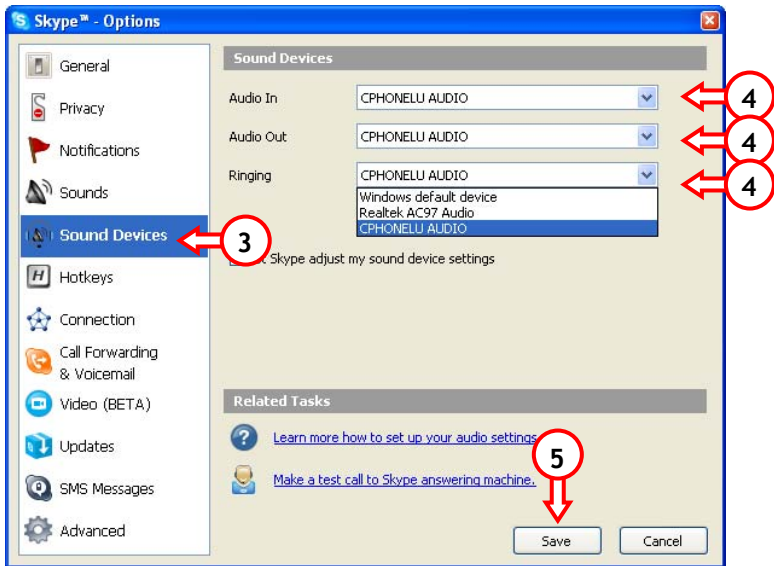 Skype™ - Options
General
Privacy
Notifications
Sounds
Sound Devices
Hotkeys
Connection
Call Forwarding
& Voicemail
Video (BETA)
Updates
SMS Messages
Advanced
3
Sound Devices
Audio In CPHONELU AUDIO 4
Audio Out CPHONELU AUDIO 4
Ringing CPHONELU AUDIO 4
Windows default device
Realtek AC97 Audio
CPHONELU AUDIO
Skype adjust my sound device settings
Related Tasks
Learn more how to set up your audio settings
Make a test call to Skype answering machine.
5
Save Cancel